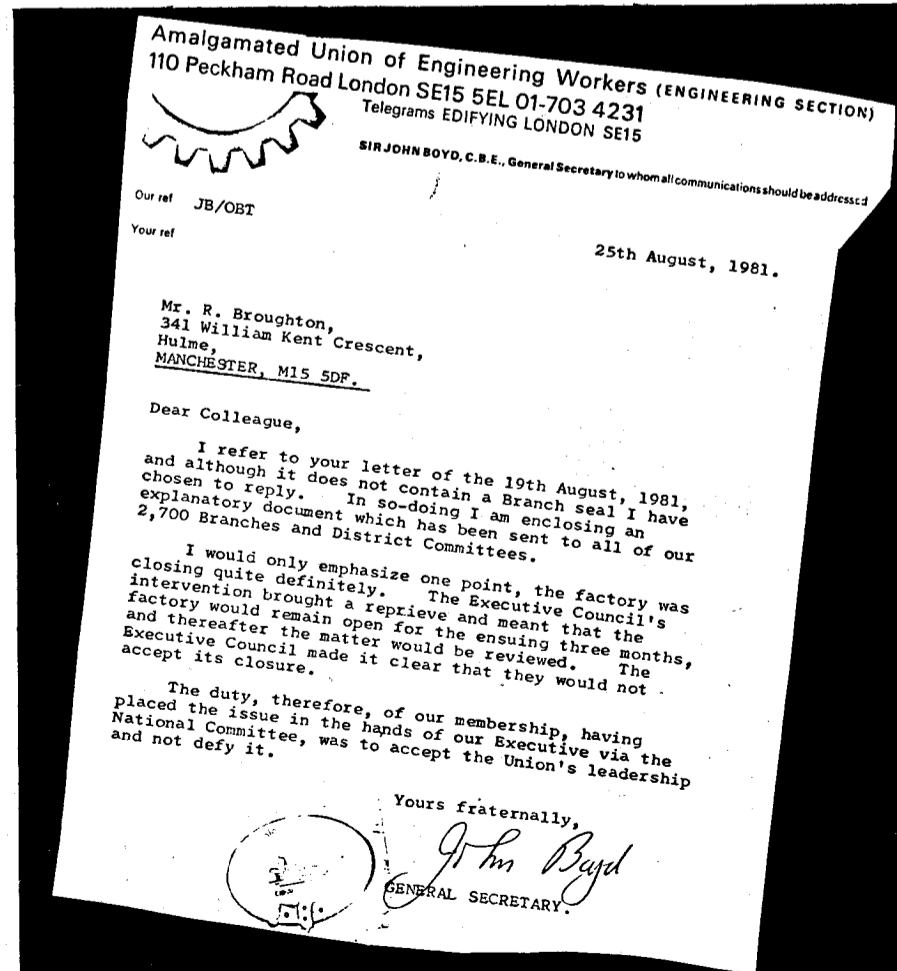 Amalgamated Union of Engineering Workers (ENGINEERING SECTION)
110 Peckham Road London SE15 5EL 01-703 4231
Telegrams EDIFYING LONDON SE15
SIR JOHN BOYD, C.B.E., General Secretary to whom all communications should be addressed
Our ref JB/OBT
Your ref
25th August, 1981.
Mr. R. Broughton,
341 William Kent Crescent,
Hulme,
MANCHESTER, M15 5DF.
Dear Colleague,
I refer to your letter of the 19th August, 1981,
and although it does not contain a Branch seal I have
chosen to reply. In so-doing I am enclosing an
explanatory document which has been sent to all of our
2,700 Branches and District Committees.
I would only emphasize one point, the factory was
closing quite definitely. The Executive Council's
intervention brought a reprieve and meant that the
factory would remain open for the ensuing three months,
and thereafter the matter would be reviewed. The
Executive Council made it clear that they would not
accept its closure.
The duty, therefore, of our membership, having
placed the issue in the hands of our Executive via the
National Committee, was to accept the Union's leadership
and not defy it.
Yours fraternally,
John Boyd
GENERAL SECRETARY.